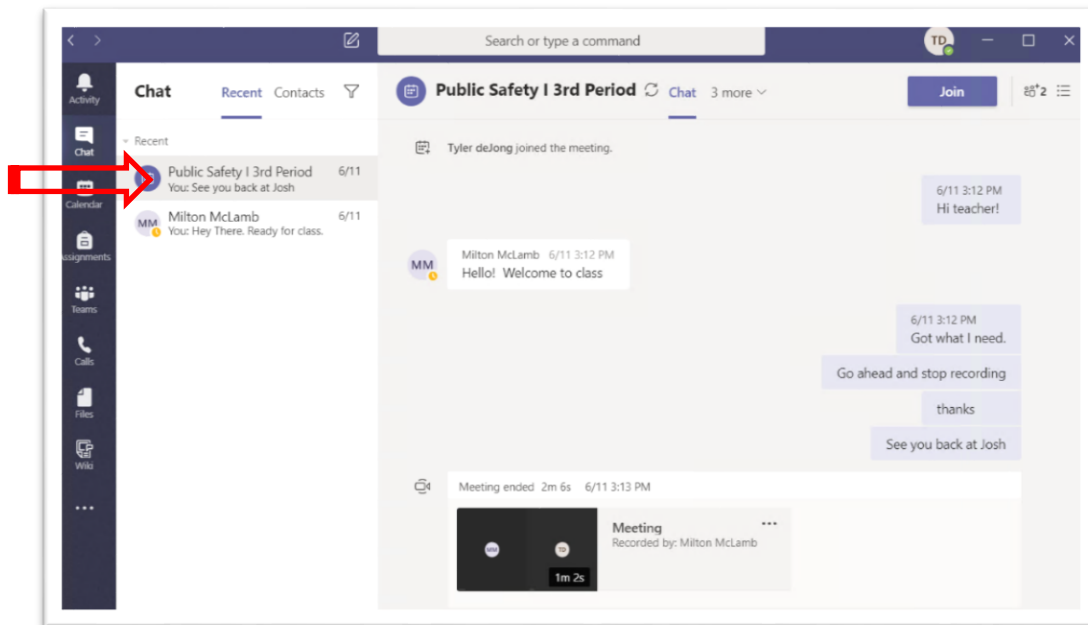 Search or type a command
TD
Activity
Chat
Calendar
Assignments
Teams
Calls
Files
Wiki
Chat Recent Contacts
Recent
Public Safety I 3rd Period 6/11
You: See you back at Josh
MM
Milton McLamb 6/11
You: Hey There. Ready for class.
Public Safety I 3rd Period Chat 3 more
Join
2
Tyler deJong joined the meeting.
6/11 3:12 PM
Hi teacher!
MM
Milton McLamb 6/11 3:12 PM
Hello! Welcome to class
6/11 3:12 PM
Got what I need.
Go ahead and stop recording
thanks
See you back at Josh
Meeting ended 2m 6s 6/11 3:13 PM
MM
TD
1m 2s
Meeting
Recorded by: Milton McLamb